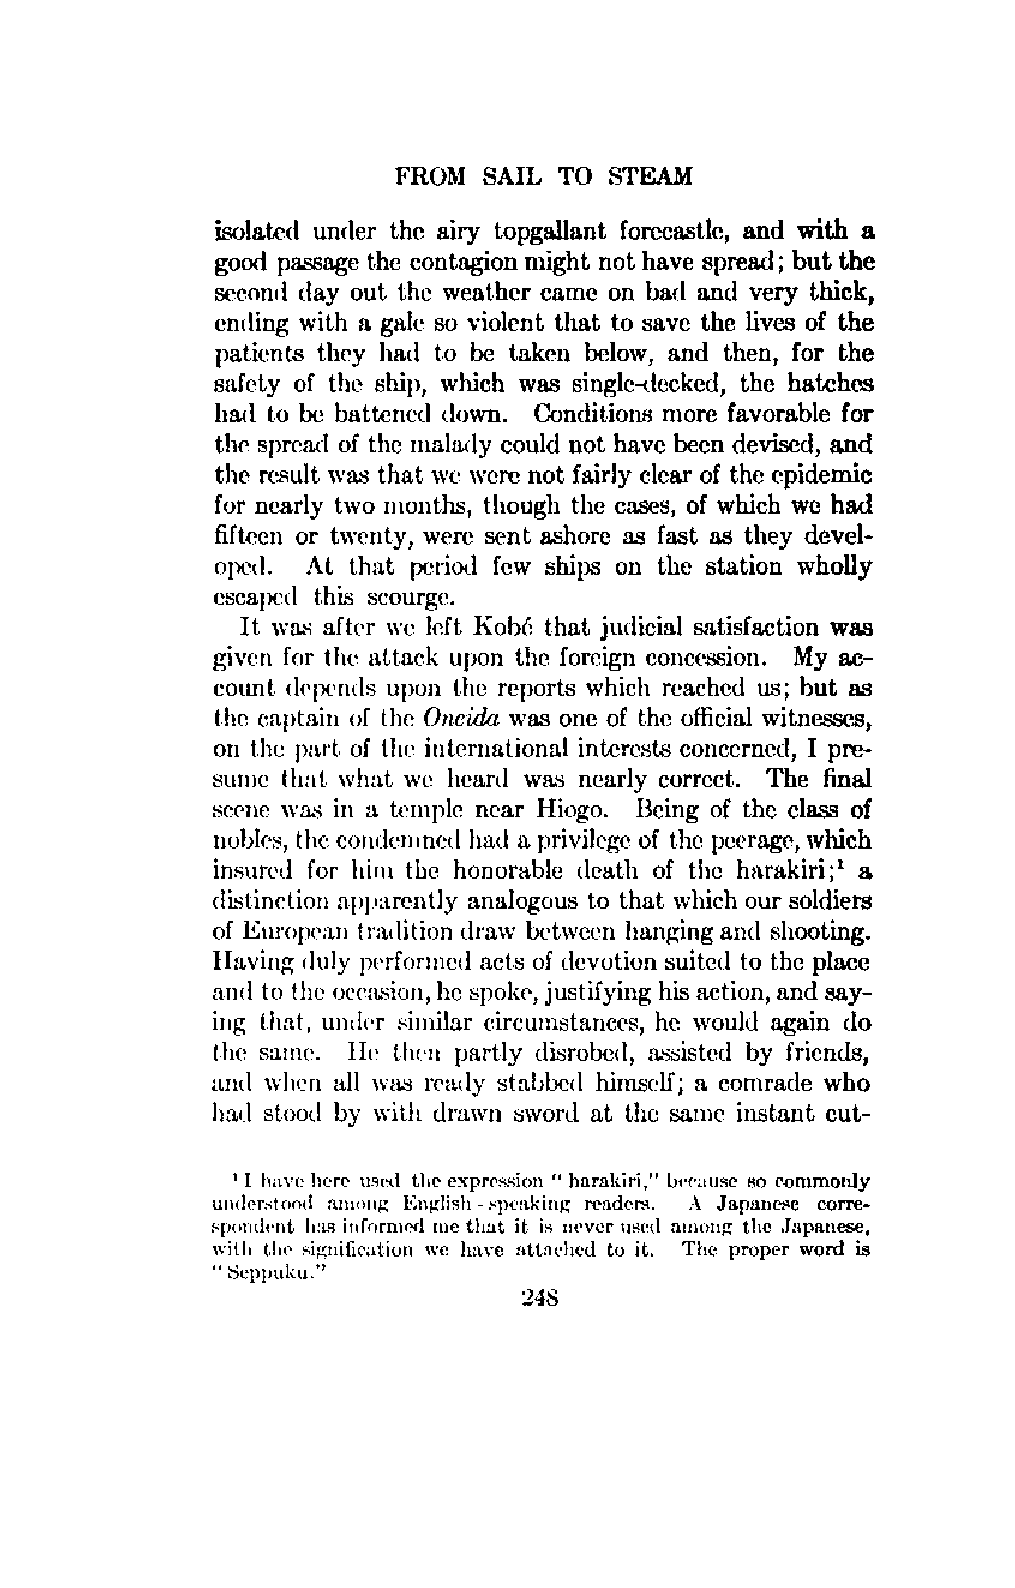 FROM SAIL TO STEAM
isolated under the airy topgallant forecastle, and with a
good passage the contagion might not have spread; but the
second day out the weather came on bad and very thick,
ending with a gale so violent that to save the lives of the
patients they had to be taken below, and then, for the
safety of the ship, which was single-decked, the hatches
had to be battened down. Conditions more favorable for
the spread of the malady could not have been devised, and
the result was that we were not fairly clear of the epidemic
for nearly two months, though the cases, of which we had
fifteen or twenty, were sent ashore as fast as they devel-
oped. At that period few ships on the station wholly
escaped this scourge.
It was after we left Kobé that judicial satisfaction was
given for the attack upon the foreign concession. My ac-
count depends upon the reports which reached us; but as
the captain of the Oneida was one of the official witnesses,
on the part of the international interests concerned, I pre-
sume that what we heard was nearly correct. The final
scene was in a temple near Hiogo. Being of the class of
nobles, the condemned had a privilege of the peerage, which
insured for him the honorable death of the harakiri;¹ a
distinction apparently analogous to that which our soldiers
of European tradition draw between hanging and shooting.
Having duly performed acts of devotion suited to the place
and to the occasion, he spoke, justifying his action, and say-
ing that, under similar circumstances, he would again do
the same. He then partly disrobed, assisted by friends,
and when all was ready stabbed himself; a comrade who
had stood by with drawn sword at the same instant cut-
¹ I have here used the expression "harakiri," because so commonly
understood among English-speaking readers. A Japanese corre-
spondent has informed me that it is never used among the Japanese,
with the signification we have attached to it. The proper word is
"Seppuku."
248